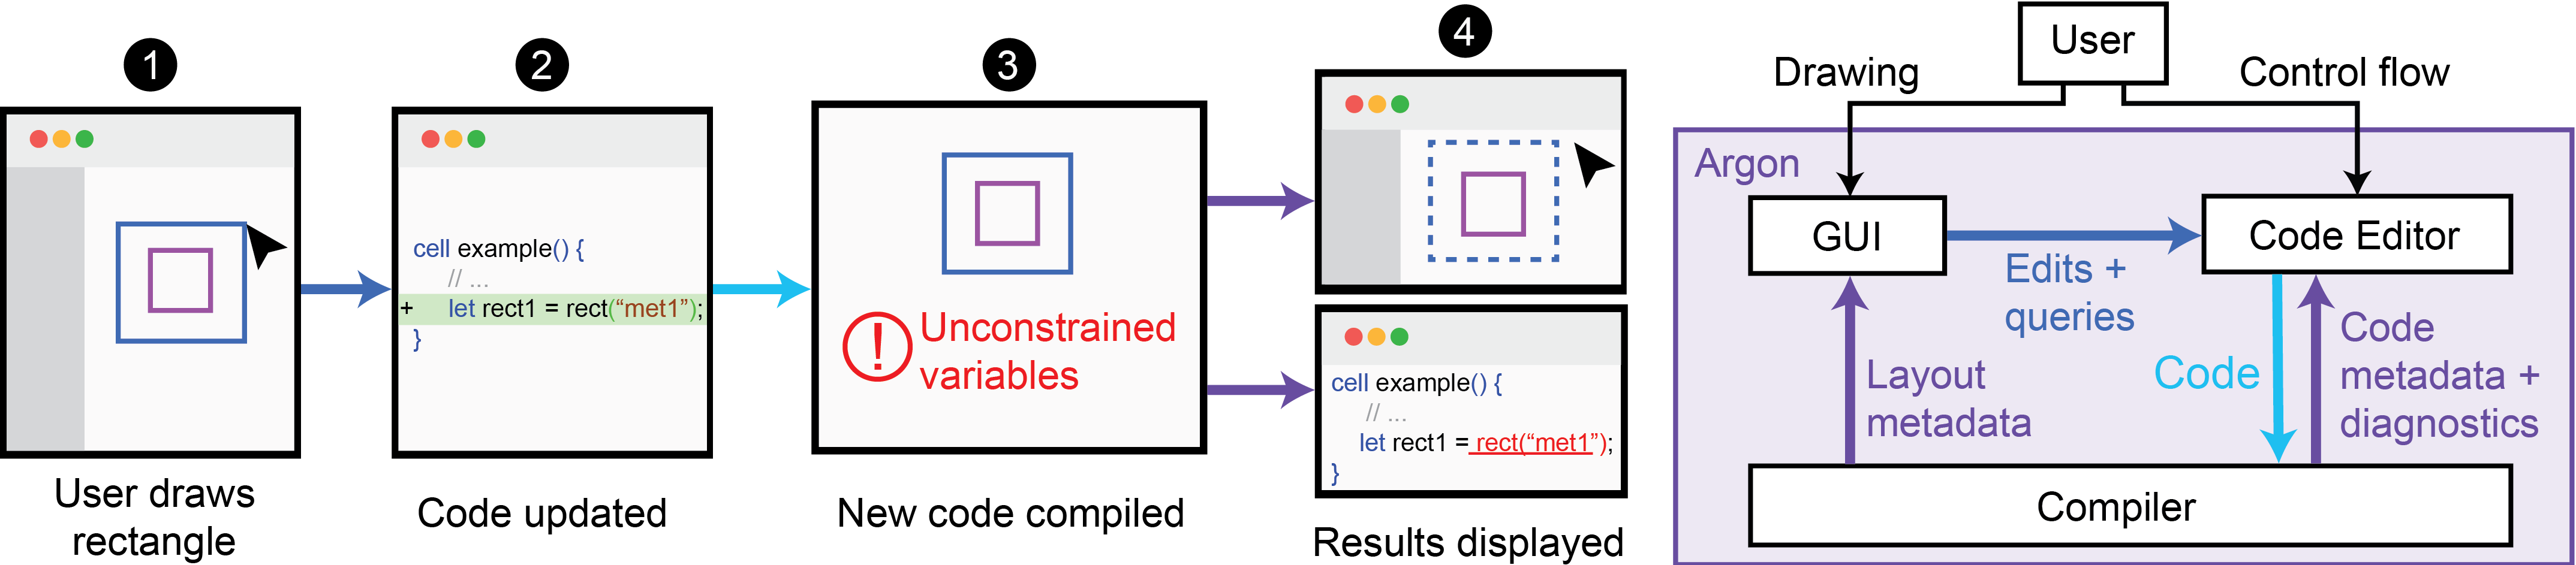 1
User draws
rectangle
2
cell example() {
// ...
+ let rect1 = rect(“met1”);
}
Code updated
3
Unconstrained
variables
New code compiled
4
cell example() {
// ...
let rect1 = rect(“met1”);
}
Results displayed
User
Drawing
Control flow
Argon
GUI
Code Editor
Edits +
queries
Layout
metadata
Code
Code
metadata +
diagnostics
Compiler